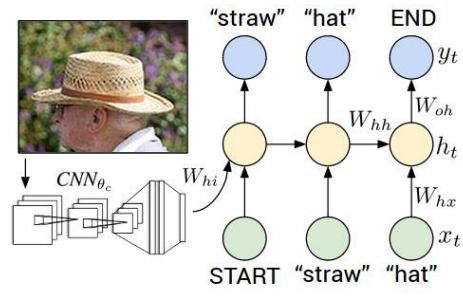 “straw” “hat” END
y_t
W_oh
CNN_θc
W_hi
W_hh
h_t
W_hx
x_t
START “straw” “hat”